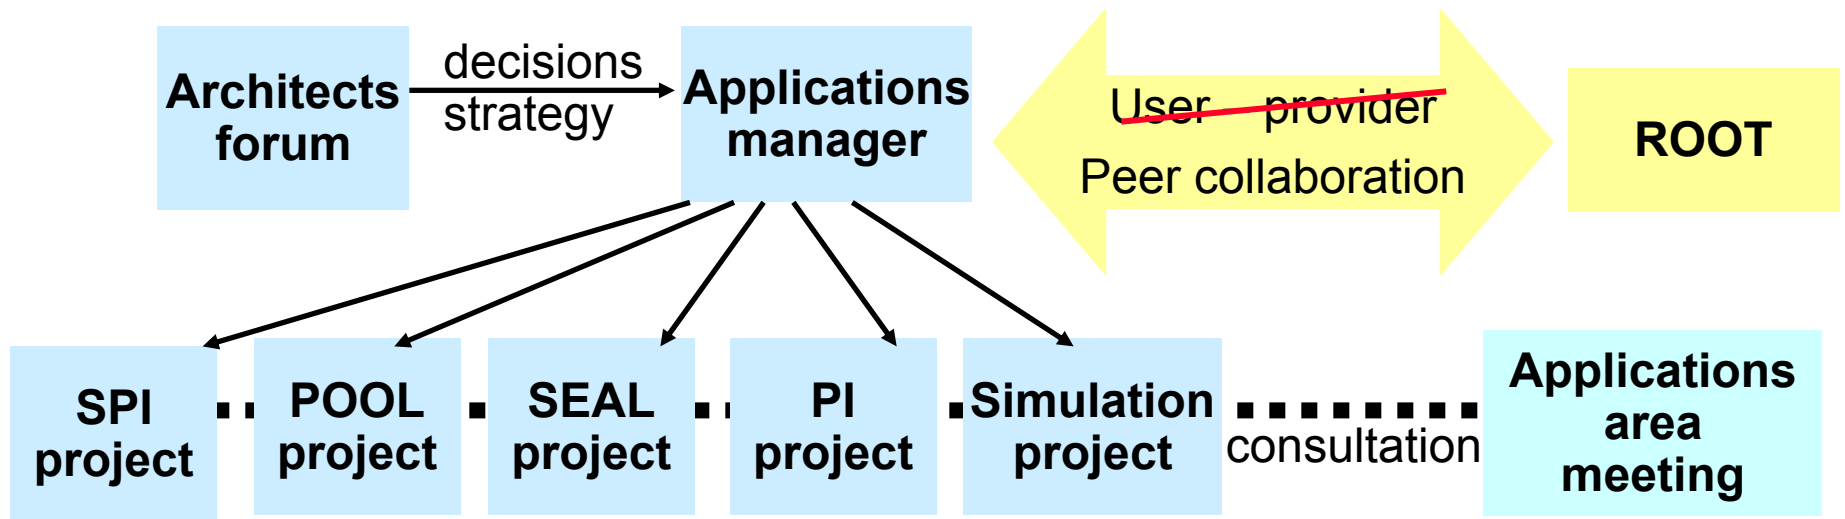 Architects
forum
decisions
strategy
Applications
manager
User – provider
Peer collaboration
ROOT
SPI
project
POOL
project
SEAL
project
PI
project
Simulation
project
consultation
Applications
area
meeting